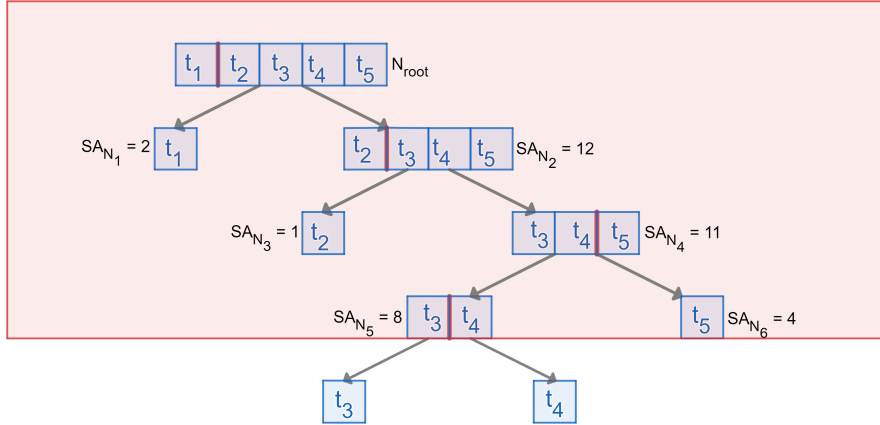 t1 t2 t3 t4 t5 Nroot
SAN1 = 2 t1
t2 t3 t4 t5 SAN2 = 12
SAN3 = 1 t2
t3 t4 t5 SAN4 = 11
SAN5 = 8 t3 t4
t5 SAN6 = 4
t3
t4